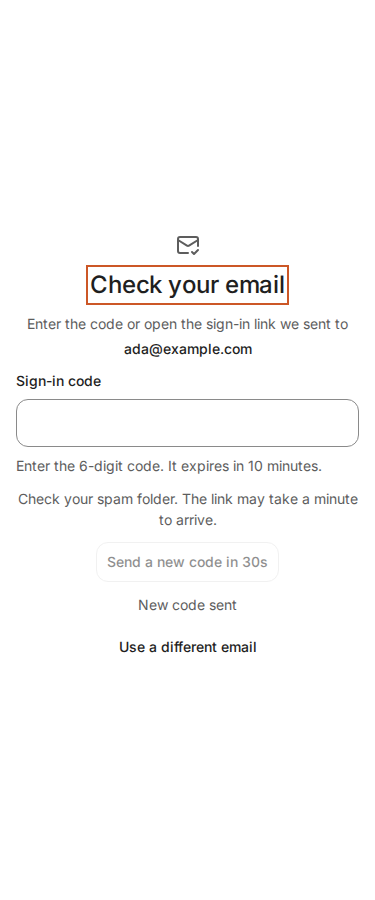 Check your email
Enter the code or open the sign-in link we sent to
ada@example.com
Sign-in code
Enter the 6-digit code. It expires in 10 minutes.
Check your spam folder. The link may take a minute
to arrive.
Send a new code in 30s
New code sent
Use a different email